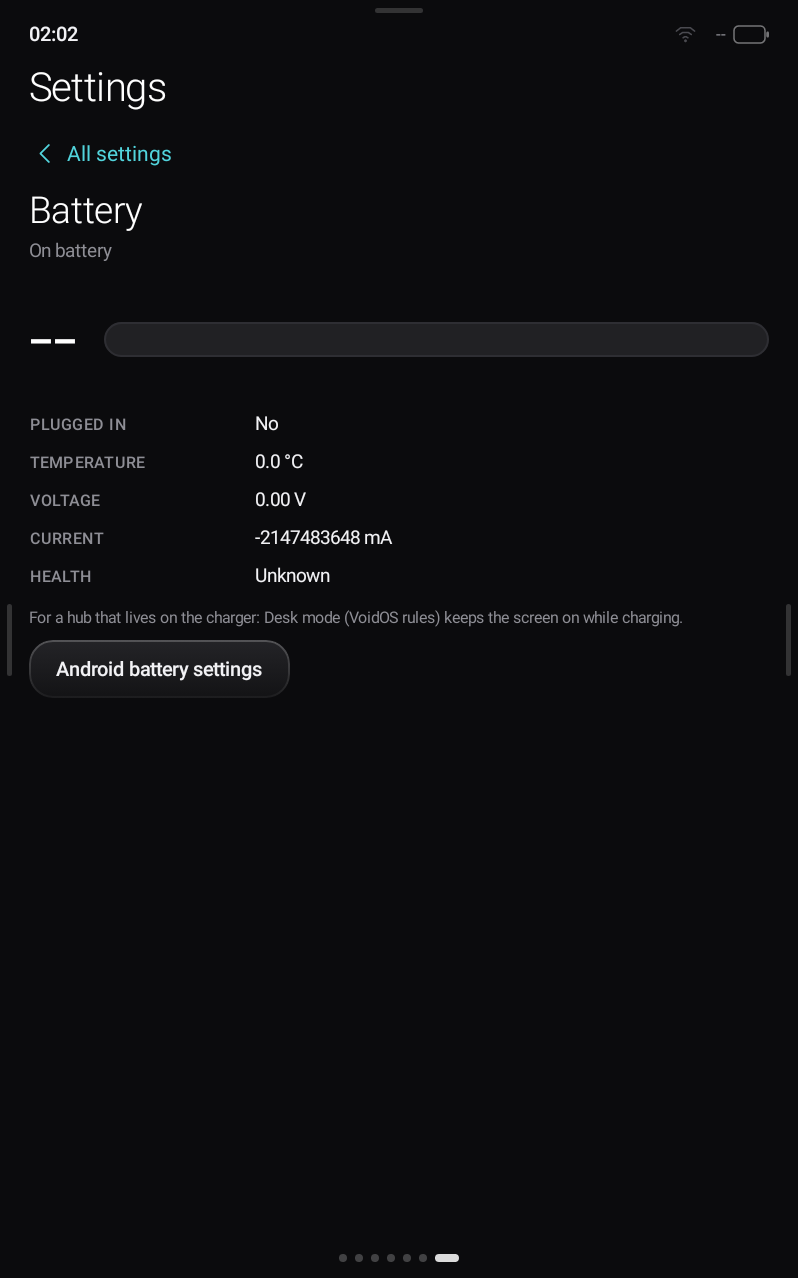 02:02
--
Settings
All settings
Battery
On battery
--
PLUGGED IN No
TEMPERATURE 0.0 °C
VOLTAGE 0.00 V
CURRENT -2147483648 mA
HEALTH Unknown
For a hub that lives on the charger: Desk mode (VoidOS rules) keeps the screen on while charging.
Android battery settings